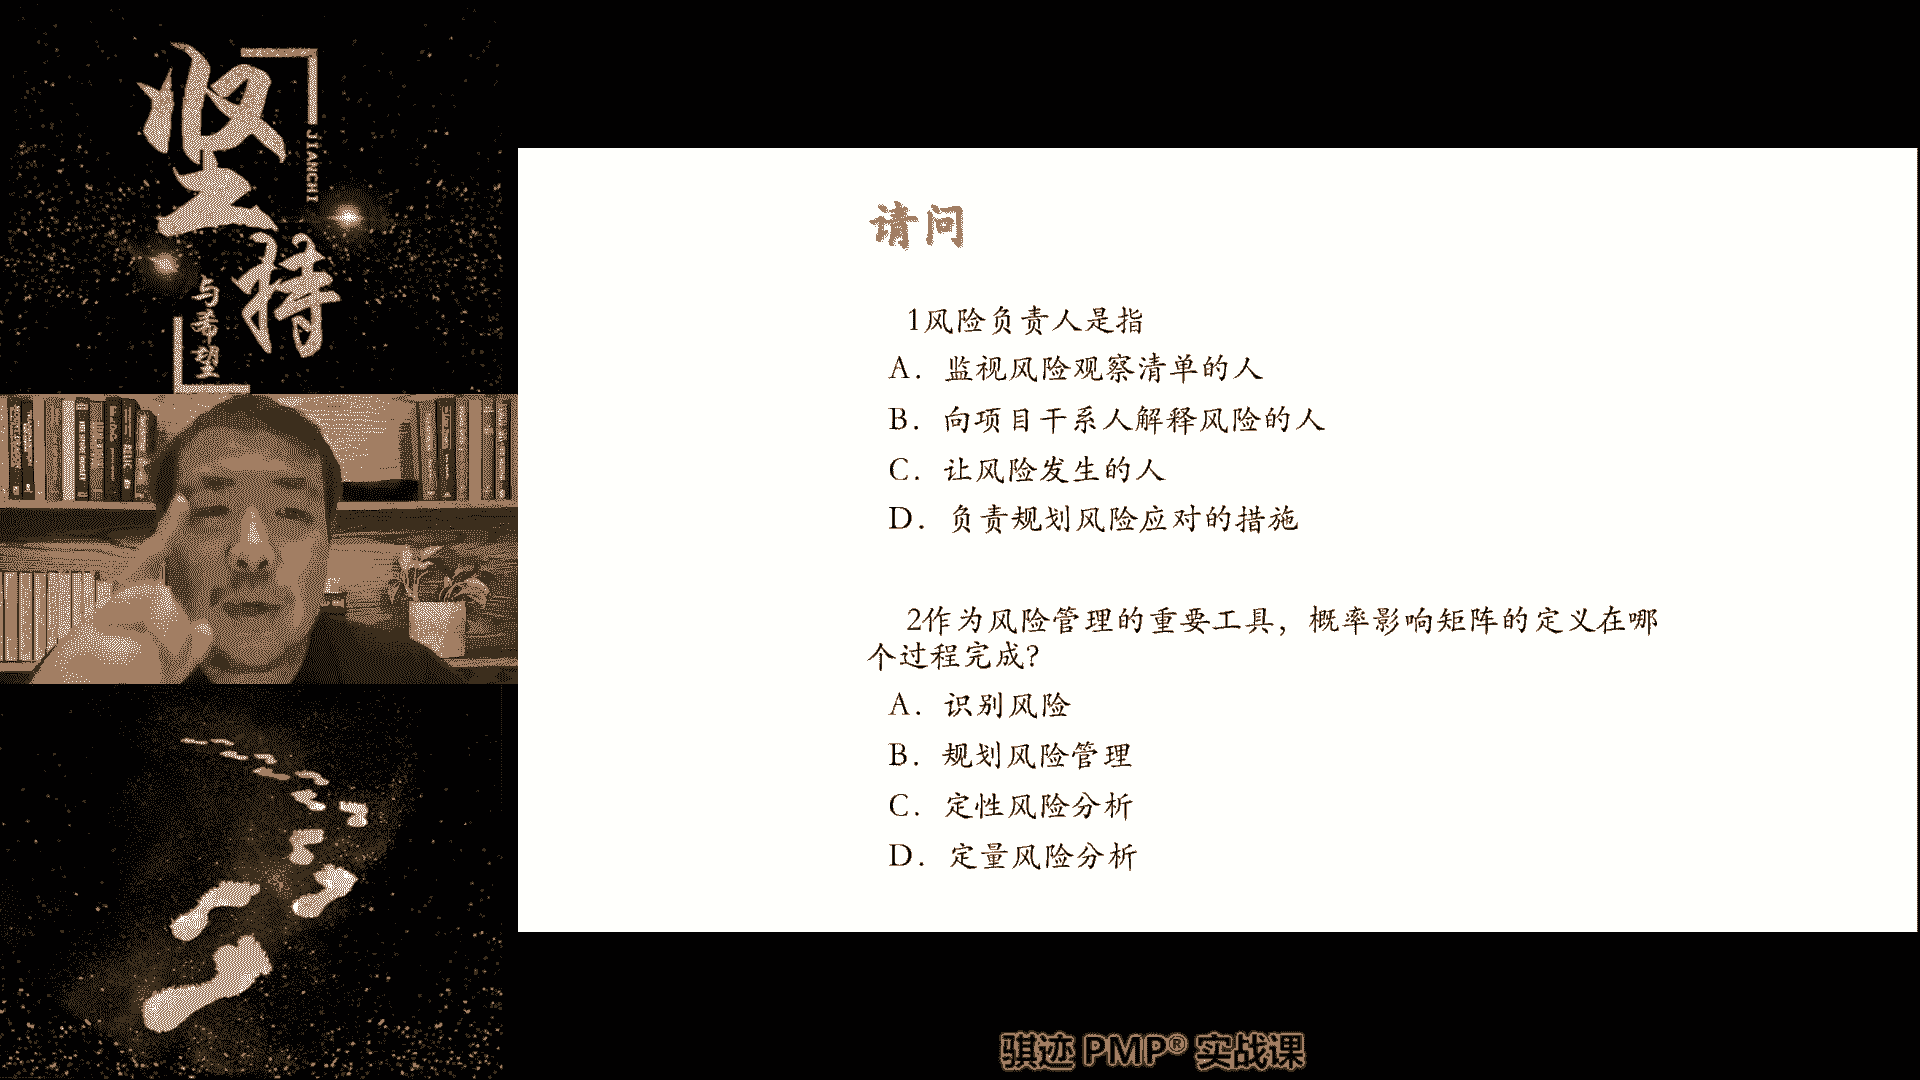 坚持
JIANCHI
与希望
请问
1风险负责人是指
A. 监视风险观察清单的人
B. 向项目干系人解释风险的人
C. 让风险发生的人
D. 负责规划风险应对的措施
2作为风险管理的重要工具，概率影响矩阵的定义在哪
个过程完成?
A. 识别风险
B. 规划风险管理
C. 定性风险分析
D. 定量风险分析
骐迹 PMP® 实战课